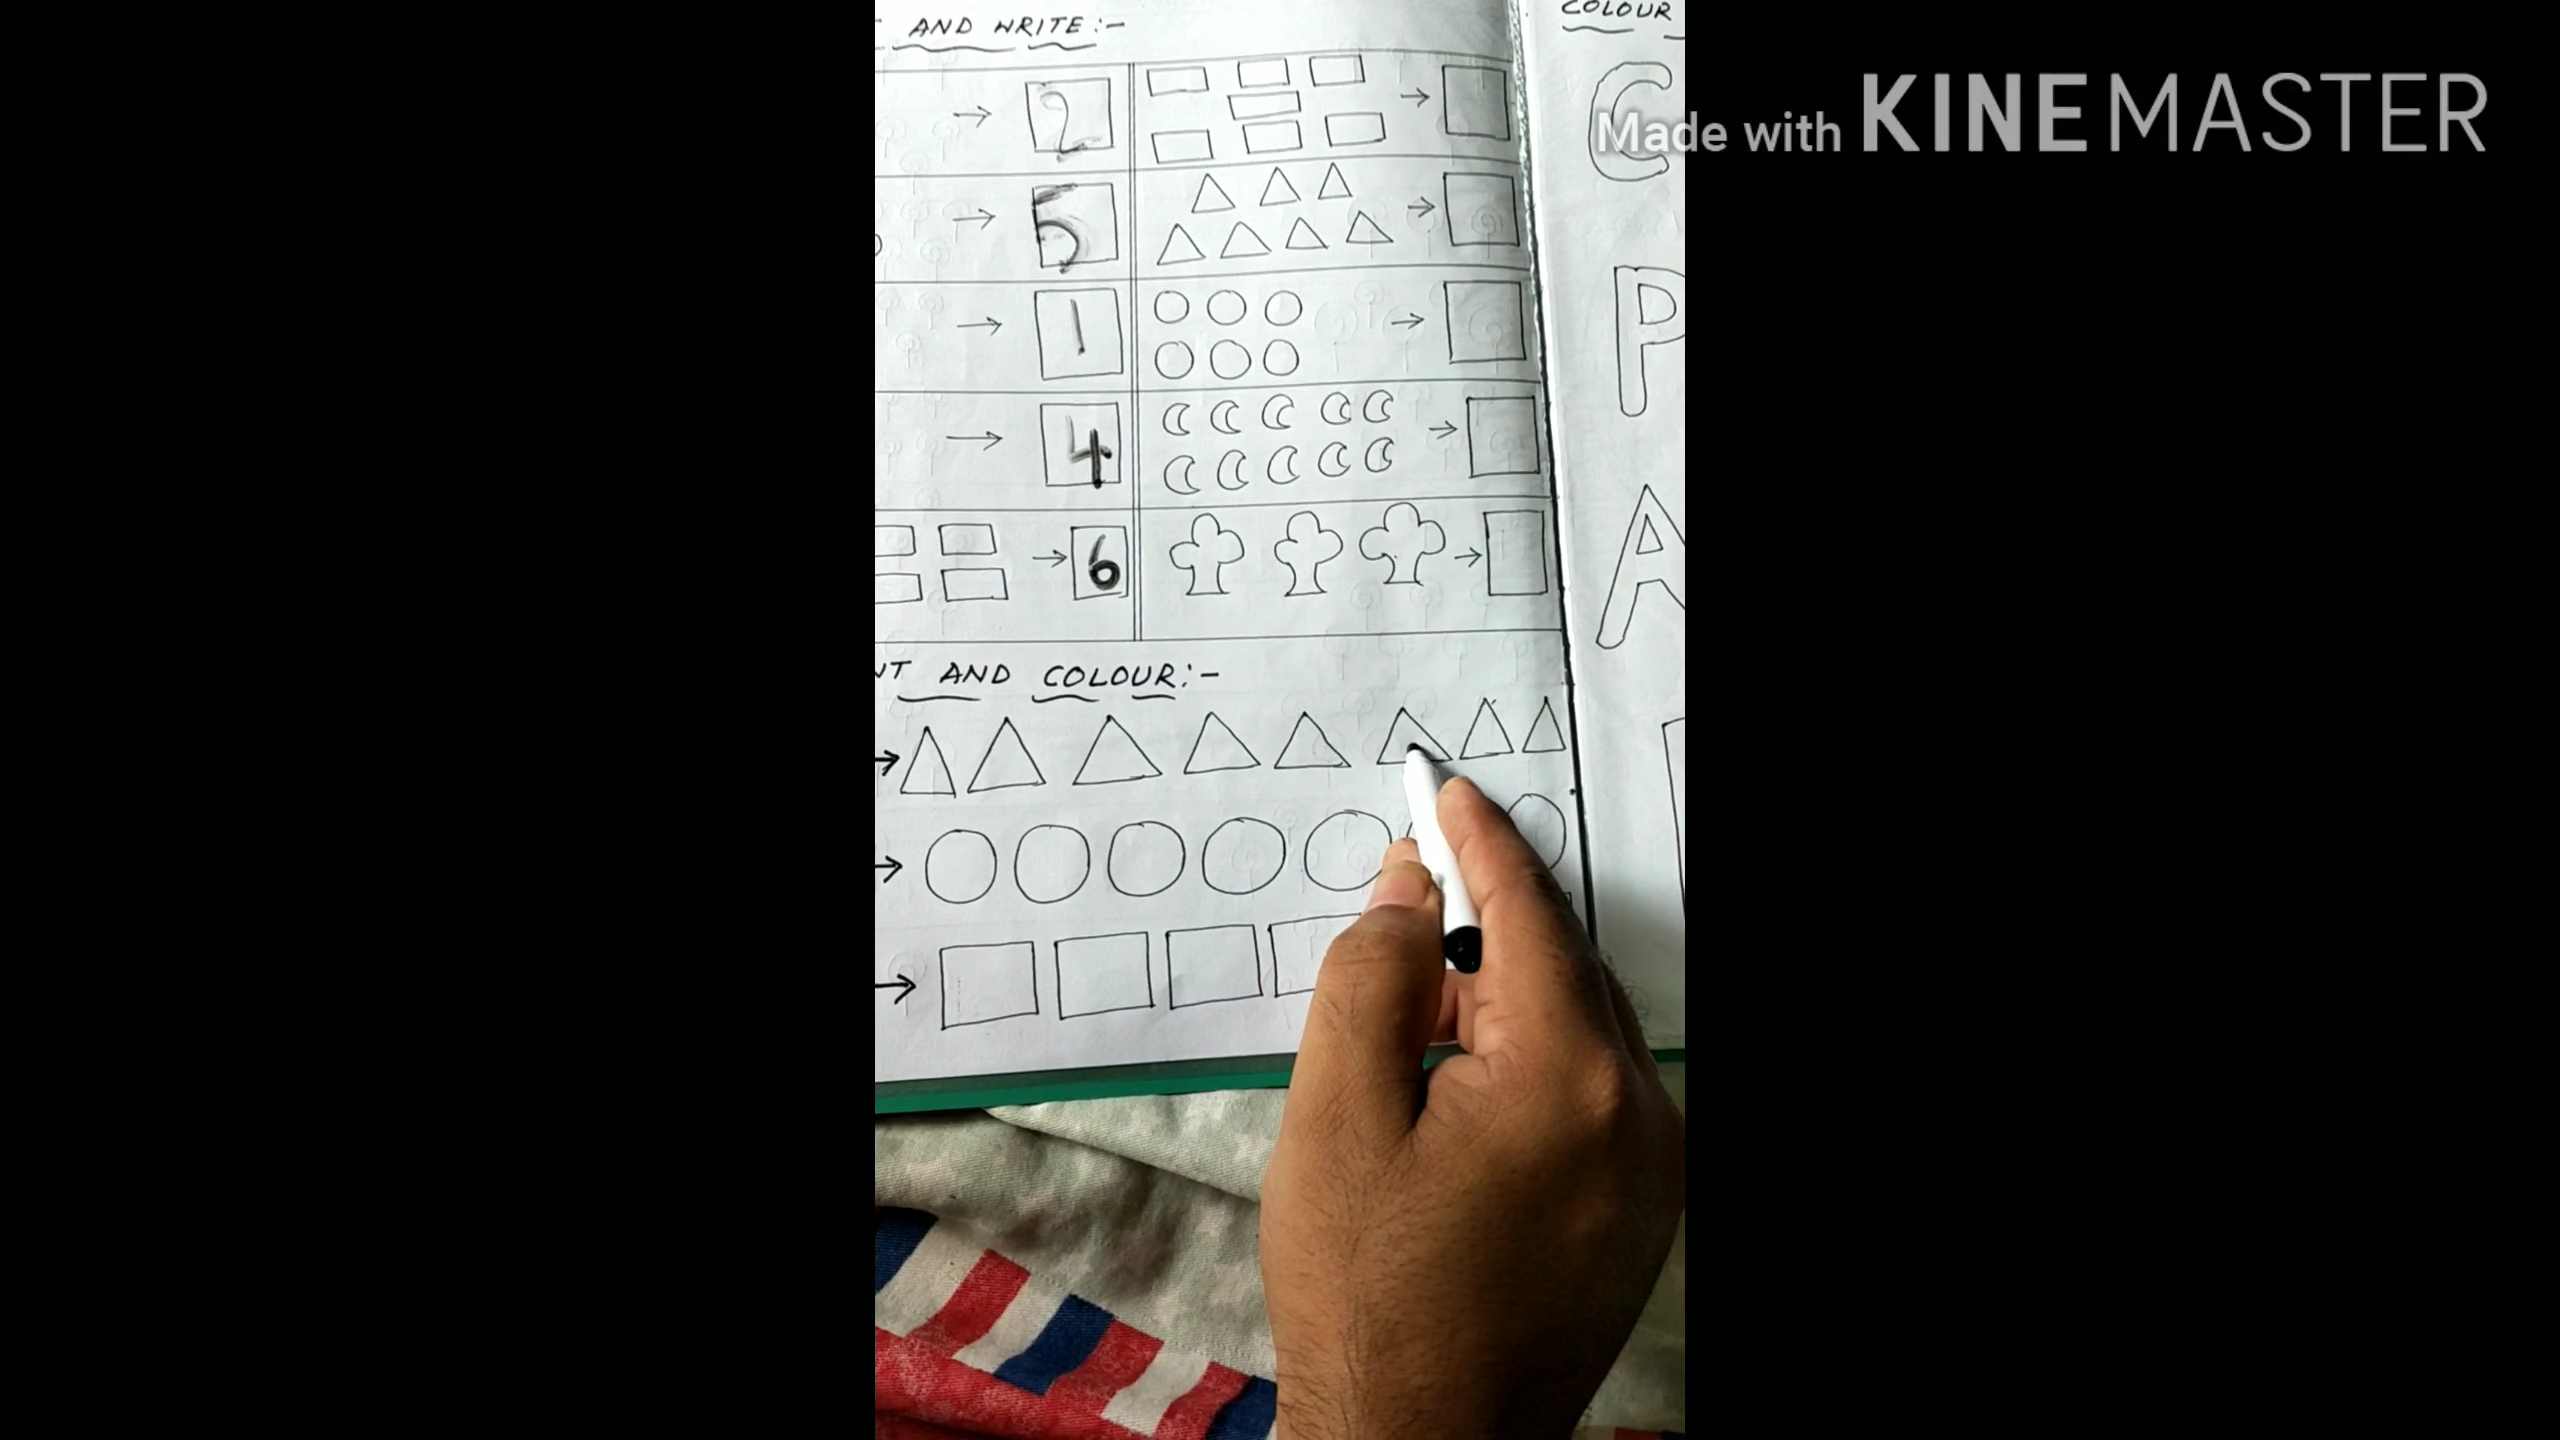 AND WRITE:-
COLOUR
Made with KINEMASTER
2
5
1
4
6
C
P
A
AND COLOUR:-